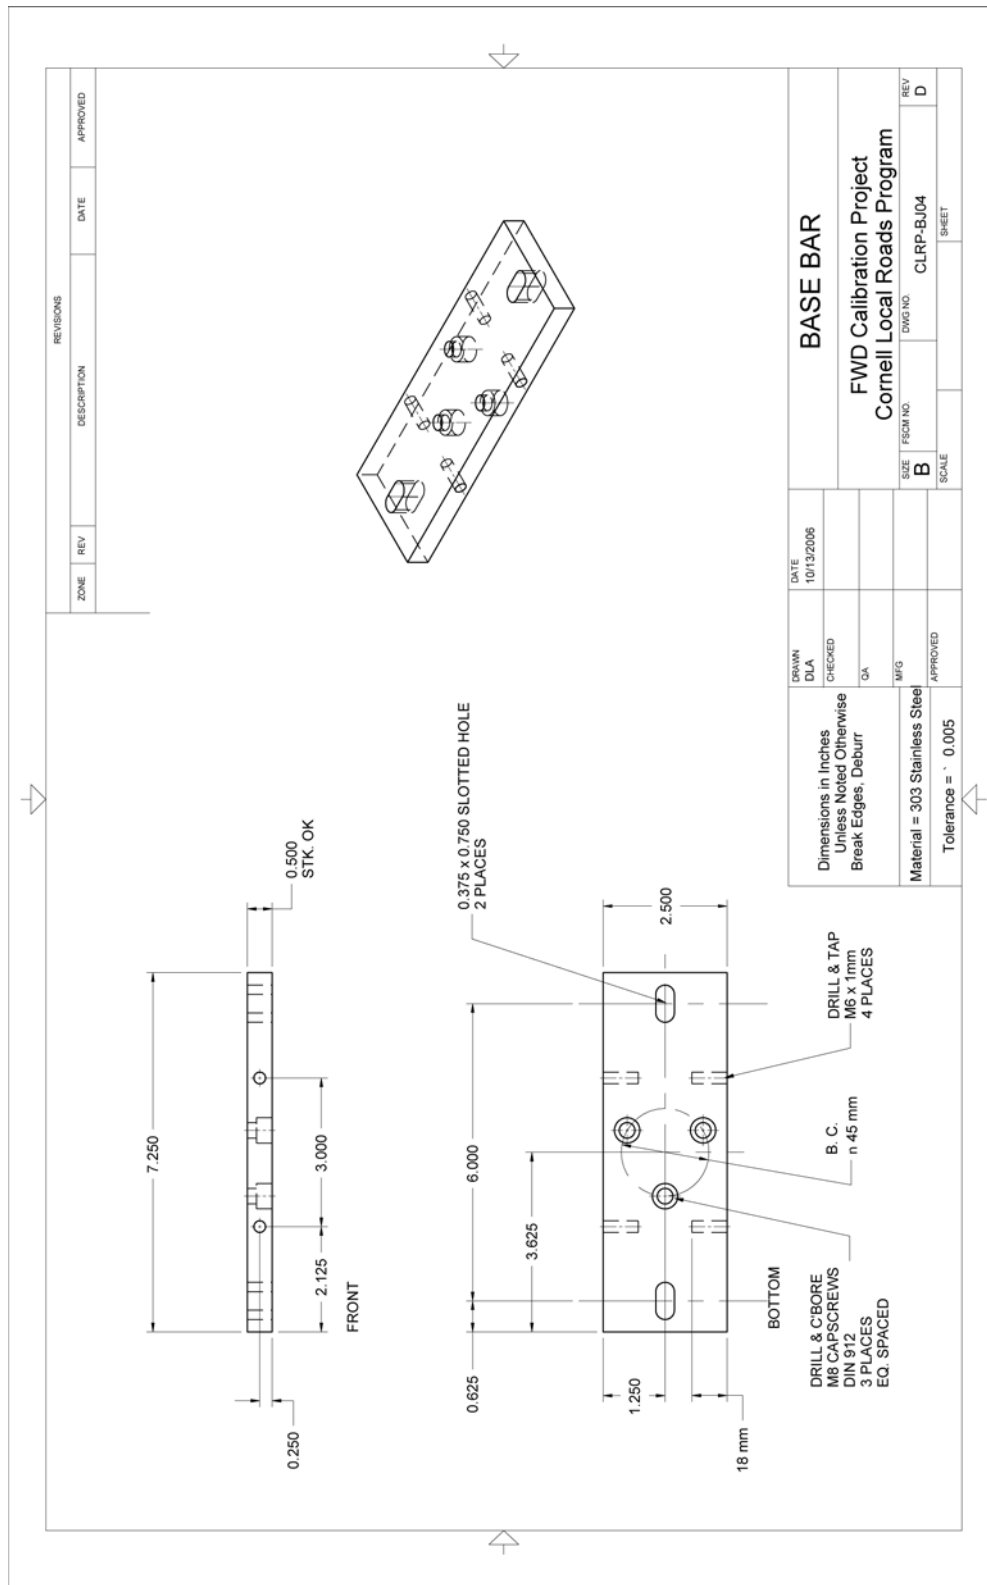 REVISIONS
ZONE REV DESCRIPTION DATE APPROVED
7.250
0.500
STK. OK
0.250
2.125
3.000
FRONT
0.375 x 0.750 SLOTTED HOLE
2 PLACES
0.625
6.000
3.625
2.500
1.250
18 mm
BOTTOM
DRILL & C'BORE
M8 CAPSCREWS
DIN 912
3 PLACES
EQ. SPACED
B. C.
n 45 mm
DRILL & TAP
M6 x 1mm
4 PLACES
Dimensions in Inches
Unless Noted Otherwise
Break Edges, Deburr
Material = 303 Stainless Steel
Tolerance = ` 0.005
DRAWN
DLA
DATE
10/13/2006
CHECKED
QA
MFG
APPROVED
BASE BAR
FWD Calibration Project
Cornell Local Roads Program
SIZE
B
FSCM NO.
DWG NO.
CLRP-BJ04
REV
D
SCALE
SHEET